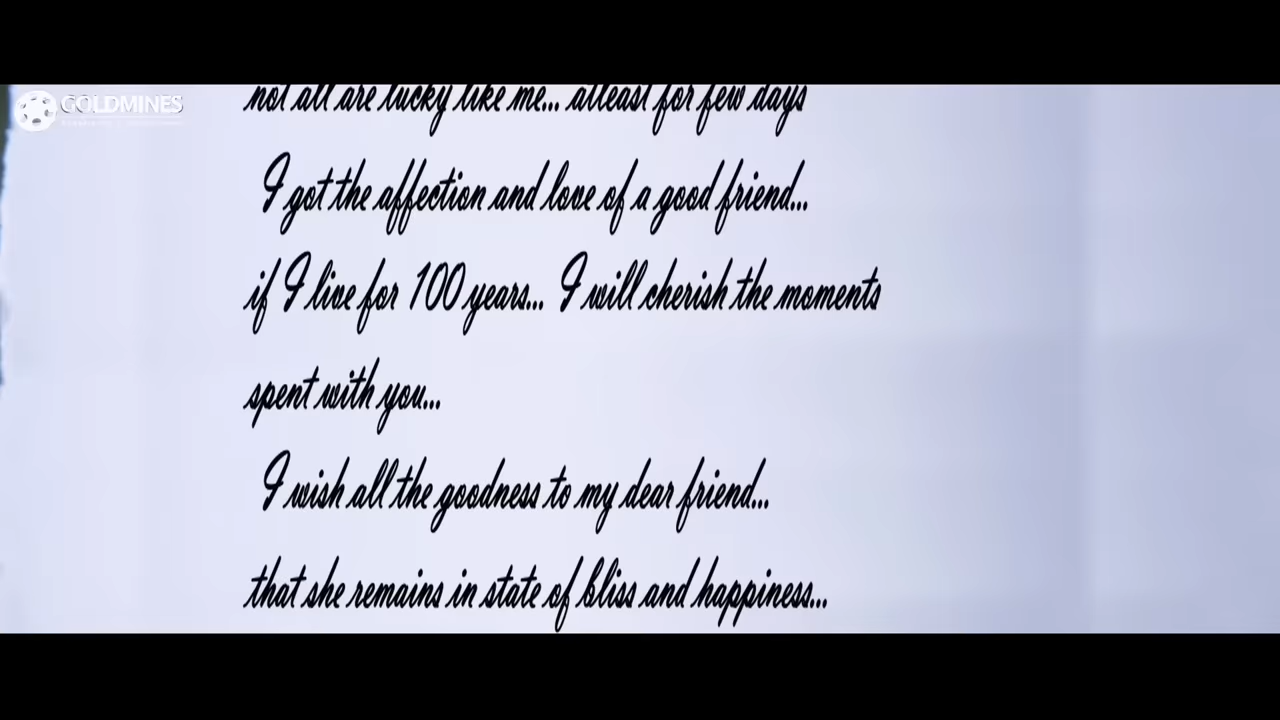 GOLDMINES
not all are lucky like me... atleast for few days
I got the affection and love of a good friend...
if I live for 100 years... I will cherish the moments
spent with you...
I wish all the goodness to my dear friend...
that she remains in state of bliss and happiness...